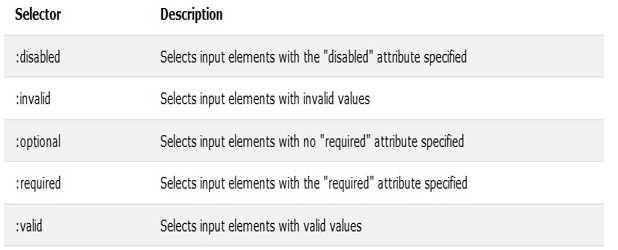 Selector Description
:disabled Selects input elements with the "disabled" attribute specified
:invalid Selects input elements with invalid values
:optional Selects input elements with no "required" attribute specified
:required Selects input elements with the "required" attribute specified
:valid Selects input elements with valid values